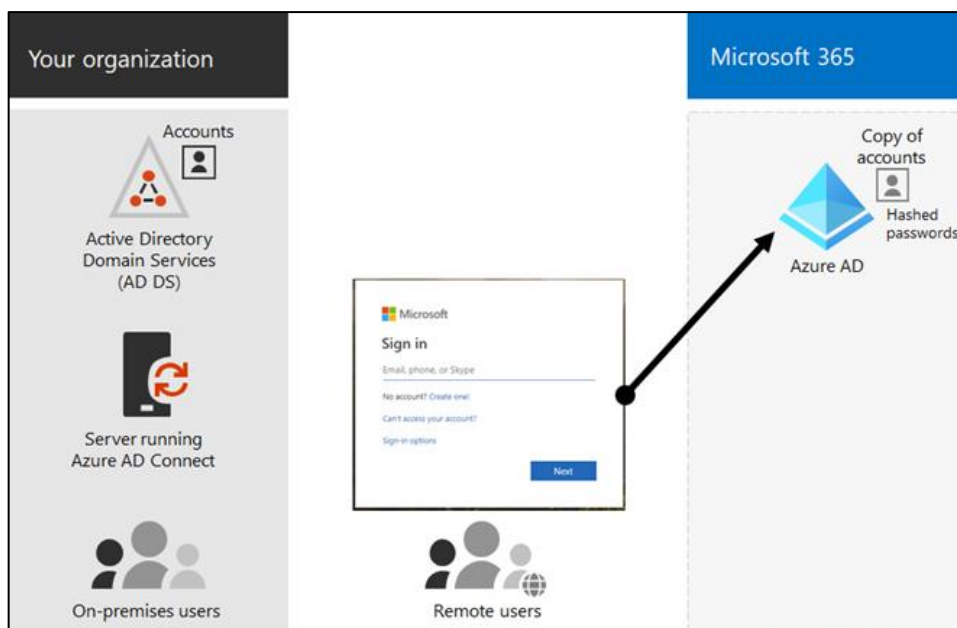 Your organization
Accounts
Active Directory
Domain Services
(AD DS)
Server running
Azure AD Connect
On-premises users
Microsoft
Sign in
Email, phone, or Skype
No account? Create one!
Can't access your account?
Sign-in options
Next
Remote users
Microsoft 365
Copy of
accounts
Hashed
passwords
Azure AD